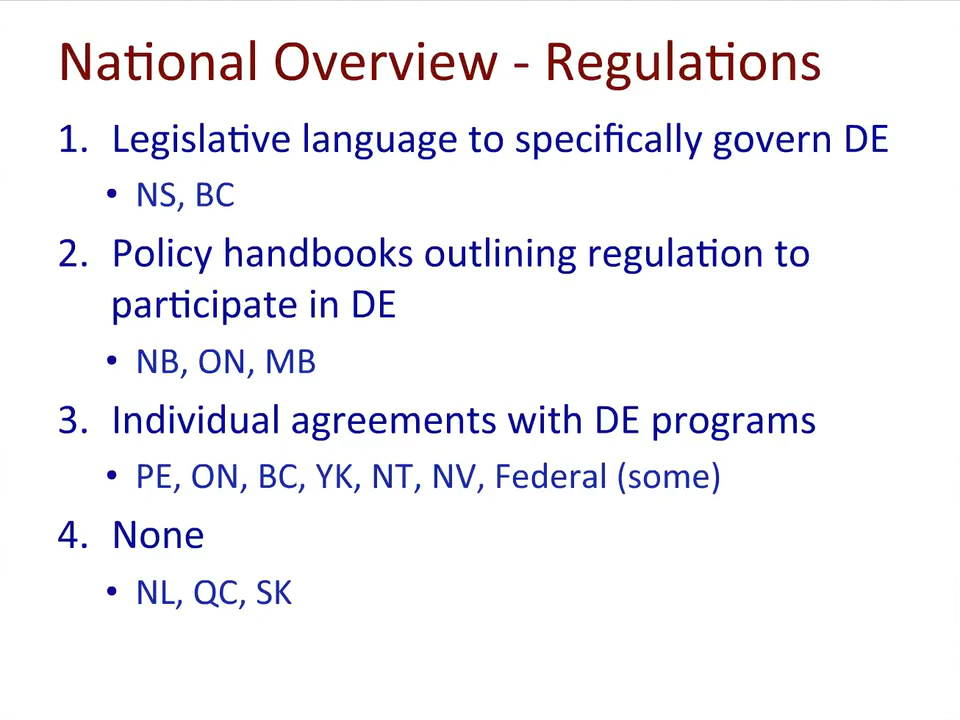 National Overview - Regulations
1. Legislative language to specifically govern DE
• NS, BC
2. Policy handbooks outlining regulation to
participate in DE
• NB, ON, MB
3. Individual agreements with DE programs
• PE, ON, BC, YK, NT, NV, Federal (some)
4. None
• NL, QC, SK